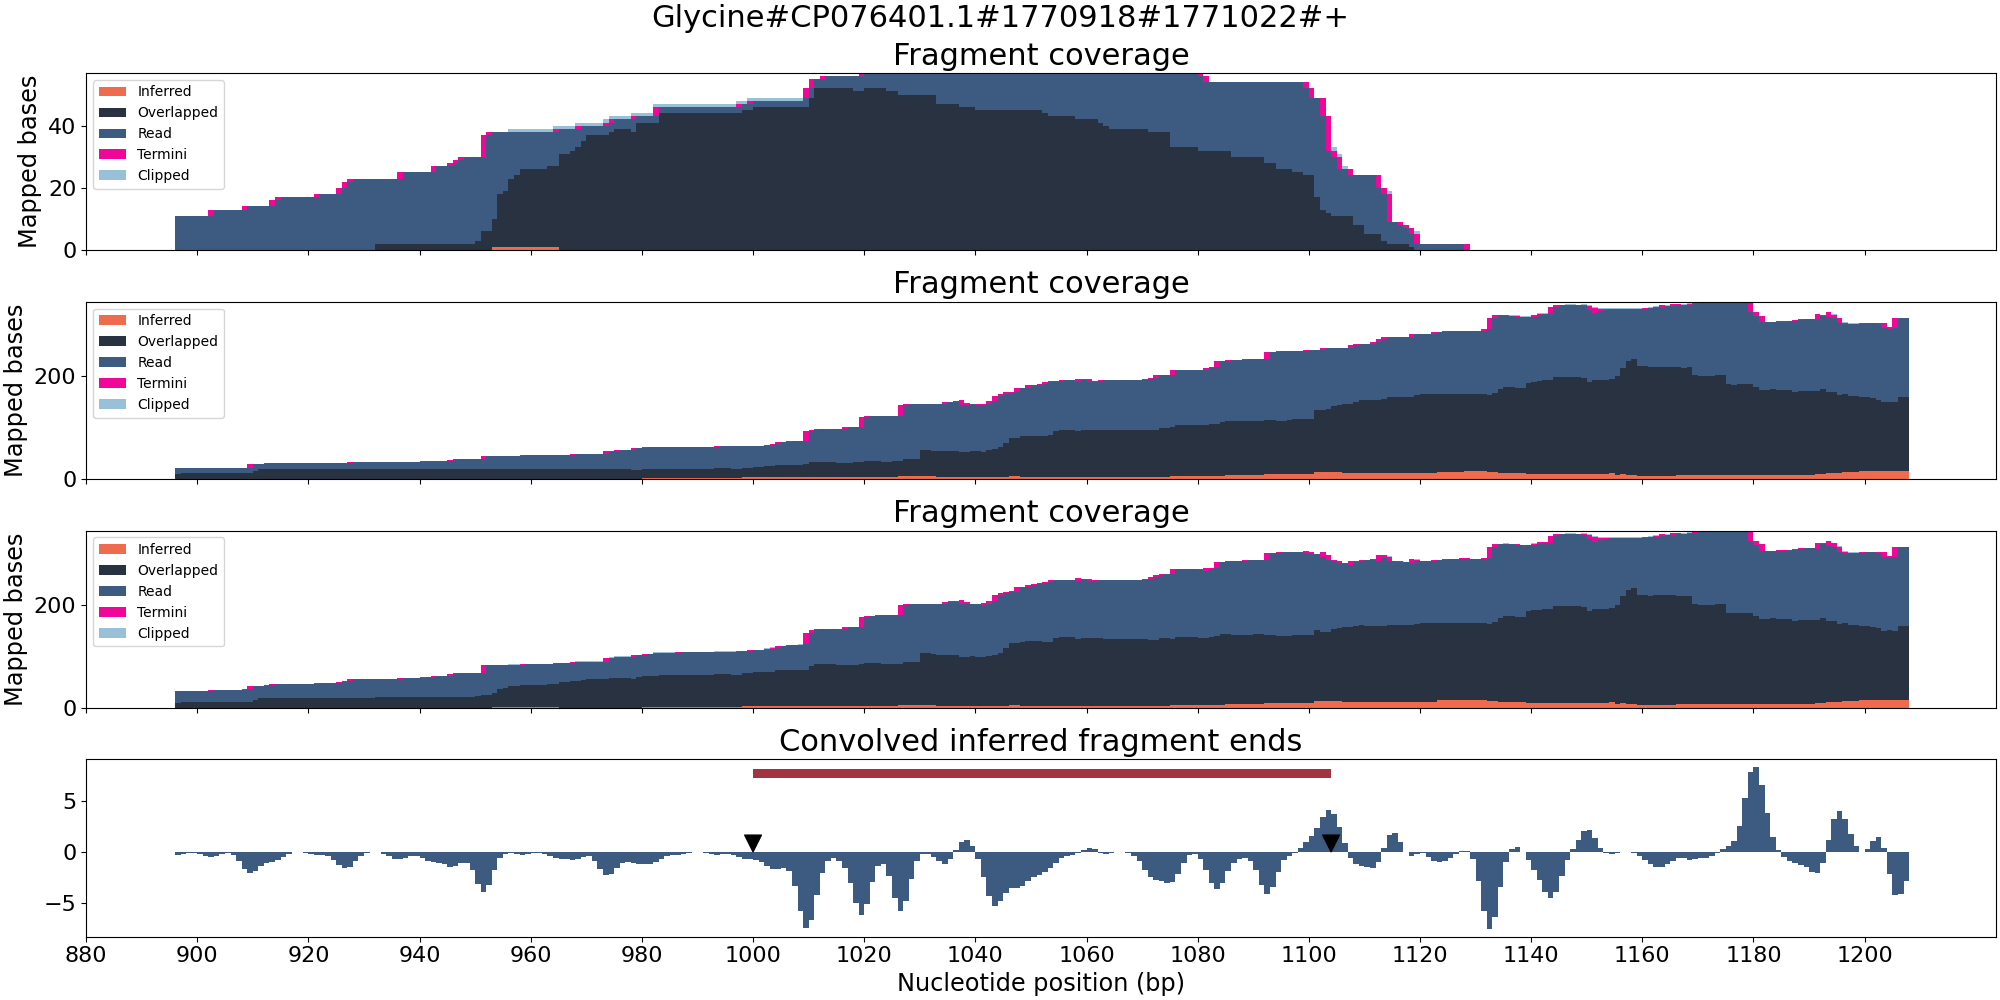 Glycine#CP076401.1#1770918#1771022#+
Fragment coverage
Mapped bases
40
20
0
Inferred
Overlapped
Read
Termini
Clipped
Fragment coverage
Mapped bases
200
0
Inferred
Overlapped
Read
Termini
Clipped
Fragment coverage
Mapped bases
200
0
Inferred
Overlapped
Read
Termini
Clipped
Convolved inferred fragment ends
5
0
−5
880 900 920 940 960 980 1000 1020 1040 1060 1080 1100 1120 1140 1160 1180 1200
Nucleotide position (bp)